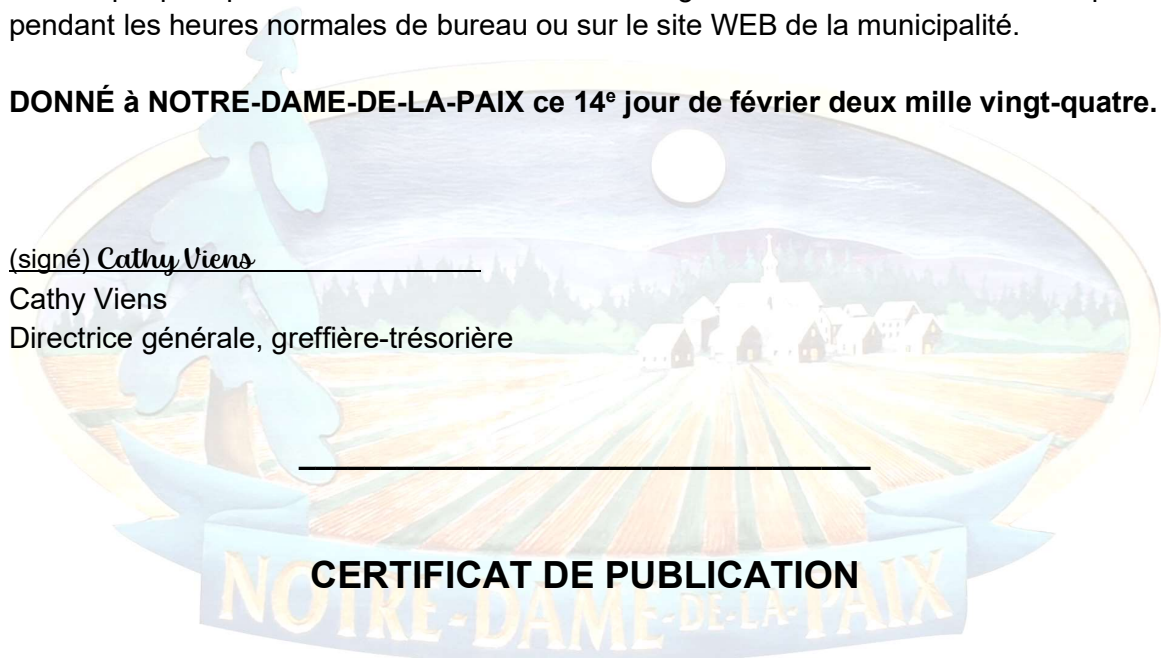 pendant les heures normales de bureau ou sur le site WEB de la municipalité.
DONNÉ à NOTRE-DAME-DE-LA-PAIX ce 14e jour de février deux mille vingt-quatre.
(signé) Cathy Viens
Cathy Viens
Directrice générale, greffière-trésorière
CERTIFICAT DE PUBLICATION
NOTRE-DAME-DE-LA-PAIX